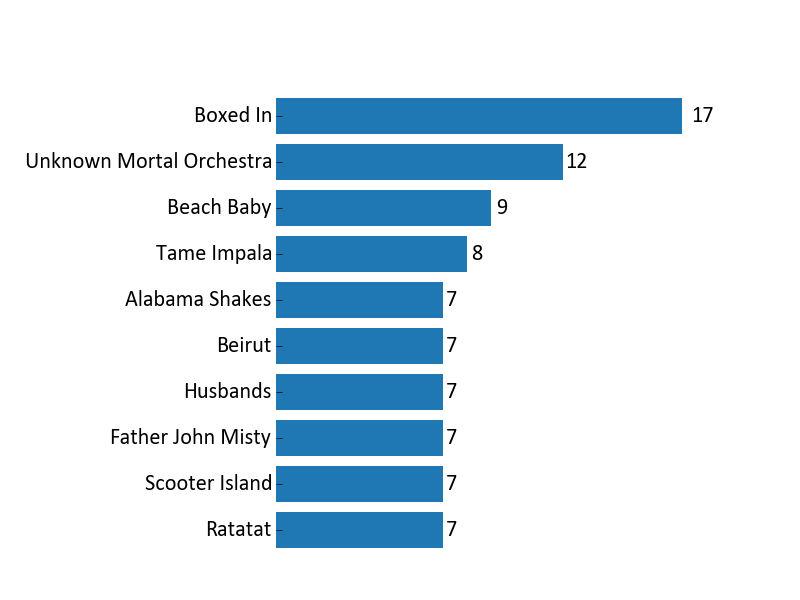 Boxed In 17
Unknown Mortal Orchestra 12
Beach Baby 9
Tame Impala 8
Alabama Shakes 7
Beirut 7
Husbands 7
Father John Misty 7
Scooter Island 7
Ratatat 7